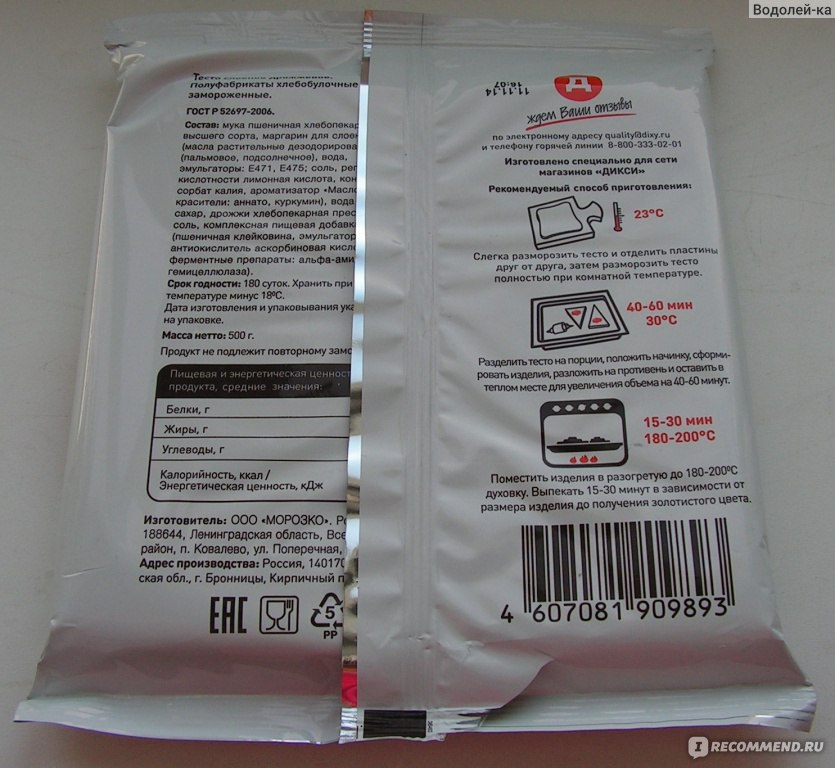 Водолей-ка
Полуфабрикаты хлебобулочные
замороженные.
ГОСТ Р 52697-2006.
Состав: мука пшеничная хлебопекар
высшего сорта, маргарин для слое
(масла растительные дезодорирова
(пальмовое, подсолнечное), вода,
эмульгаторы: Е471, Е475; соль, рег
кислотности лимонная кислота, кон
сорбат калия, ароматизатор «Масло
красители: аннато, куркумин), вода
сахар, дрожжи хлебопекарная прес
соль, комплексная пищевая добавк
(пшеничная клейковина, эмульгатор
антиокислитель аскорбиновая кисло
ферментные препараты: альфа-ами
гемицеллюлаза).
Срок годности: 180 суток. Хранить при
температуре минус 18ºС.
Дата изготовления и упаковывания ука
на упаковке.
Масса нетто: 500 г.
Продукт не подлежит повторному замо
Пищевая и энергетическая ценност
продукта, средние значения:
Белки, г
Жиры, г
Углеводы, г
Калорийность, ккал /
Энергетическая ценность, кДж
Изготовитель: ООО «МОРОЗКО». Ро
188644, Ленинградская область, Все
район, п. Ковалево, ул. Поперечная,
Адрес производства: Россия, 14017
ская обл., г. Бронницы, Кирпичный п
ЕАС
5
PP
11.11.14
16:07
Д
ждем Ваши отзывы
по электронному адресу quality@dixy.ru
и телефону горячей линии 8-800-333-02-01
Изготовлено специально для сети
магазинов «ДИКСИ»
Рекомендуемый способ приготовления:
23°С
Слегка разморозить тесто и отделить пластины
друг от друга, затем разморозить тесто
полностью при комнатной температуре.
40-60 мин
30°С
Разделить тесто на порции, положить начинку, сформи-
ровать изделия, разложить на противень и оставить в
теплом месте для увеличения объема на 40-60 минут.
15-30 мин
180-200°С
Поместить изделия в разогретую до 180-200ºС
духовку. Выпекать 15-30 минут в зависимости от
размера изделия до получения золотистого цвета.
4 607081 909893
IRECOMMEND.RU